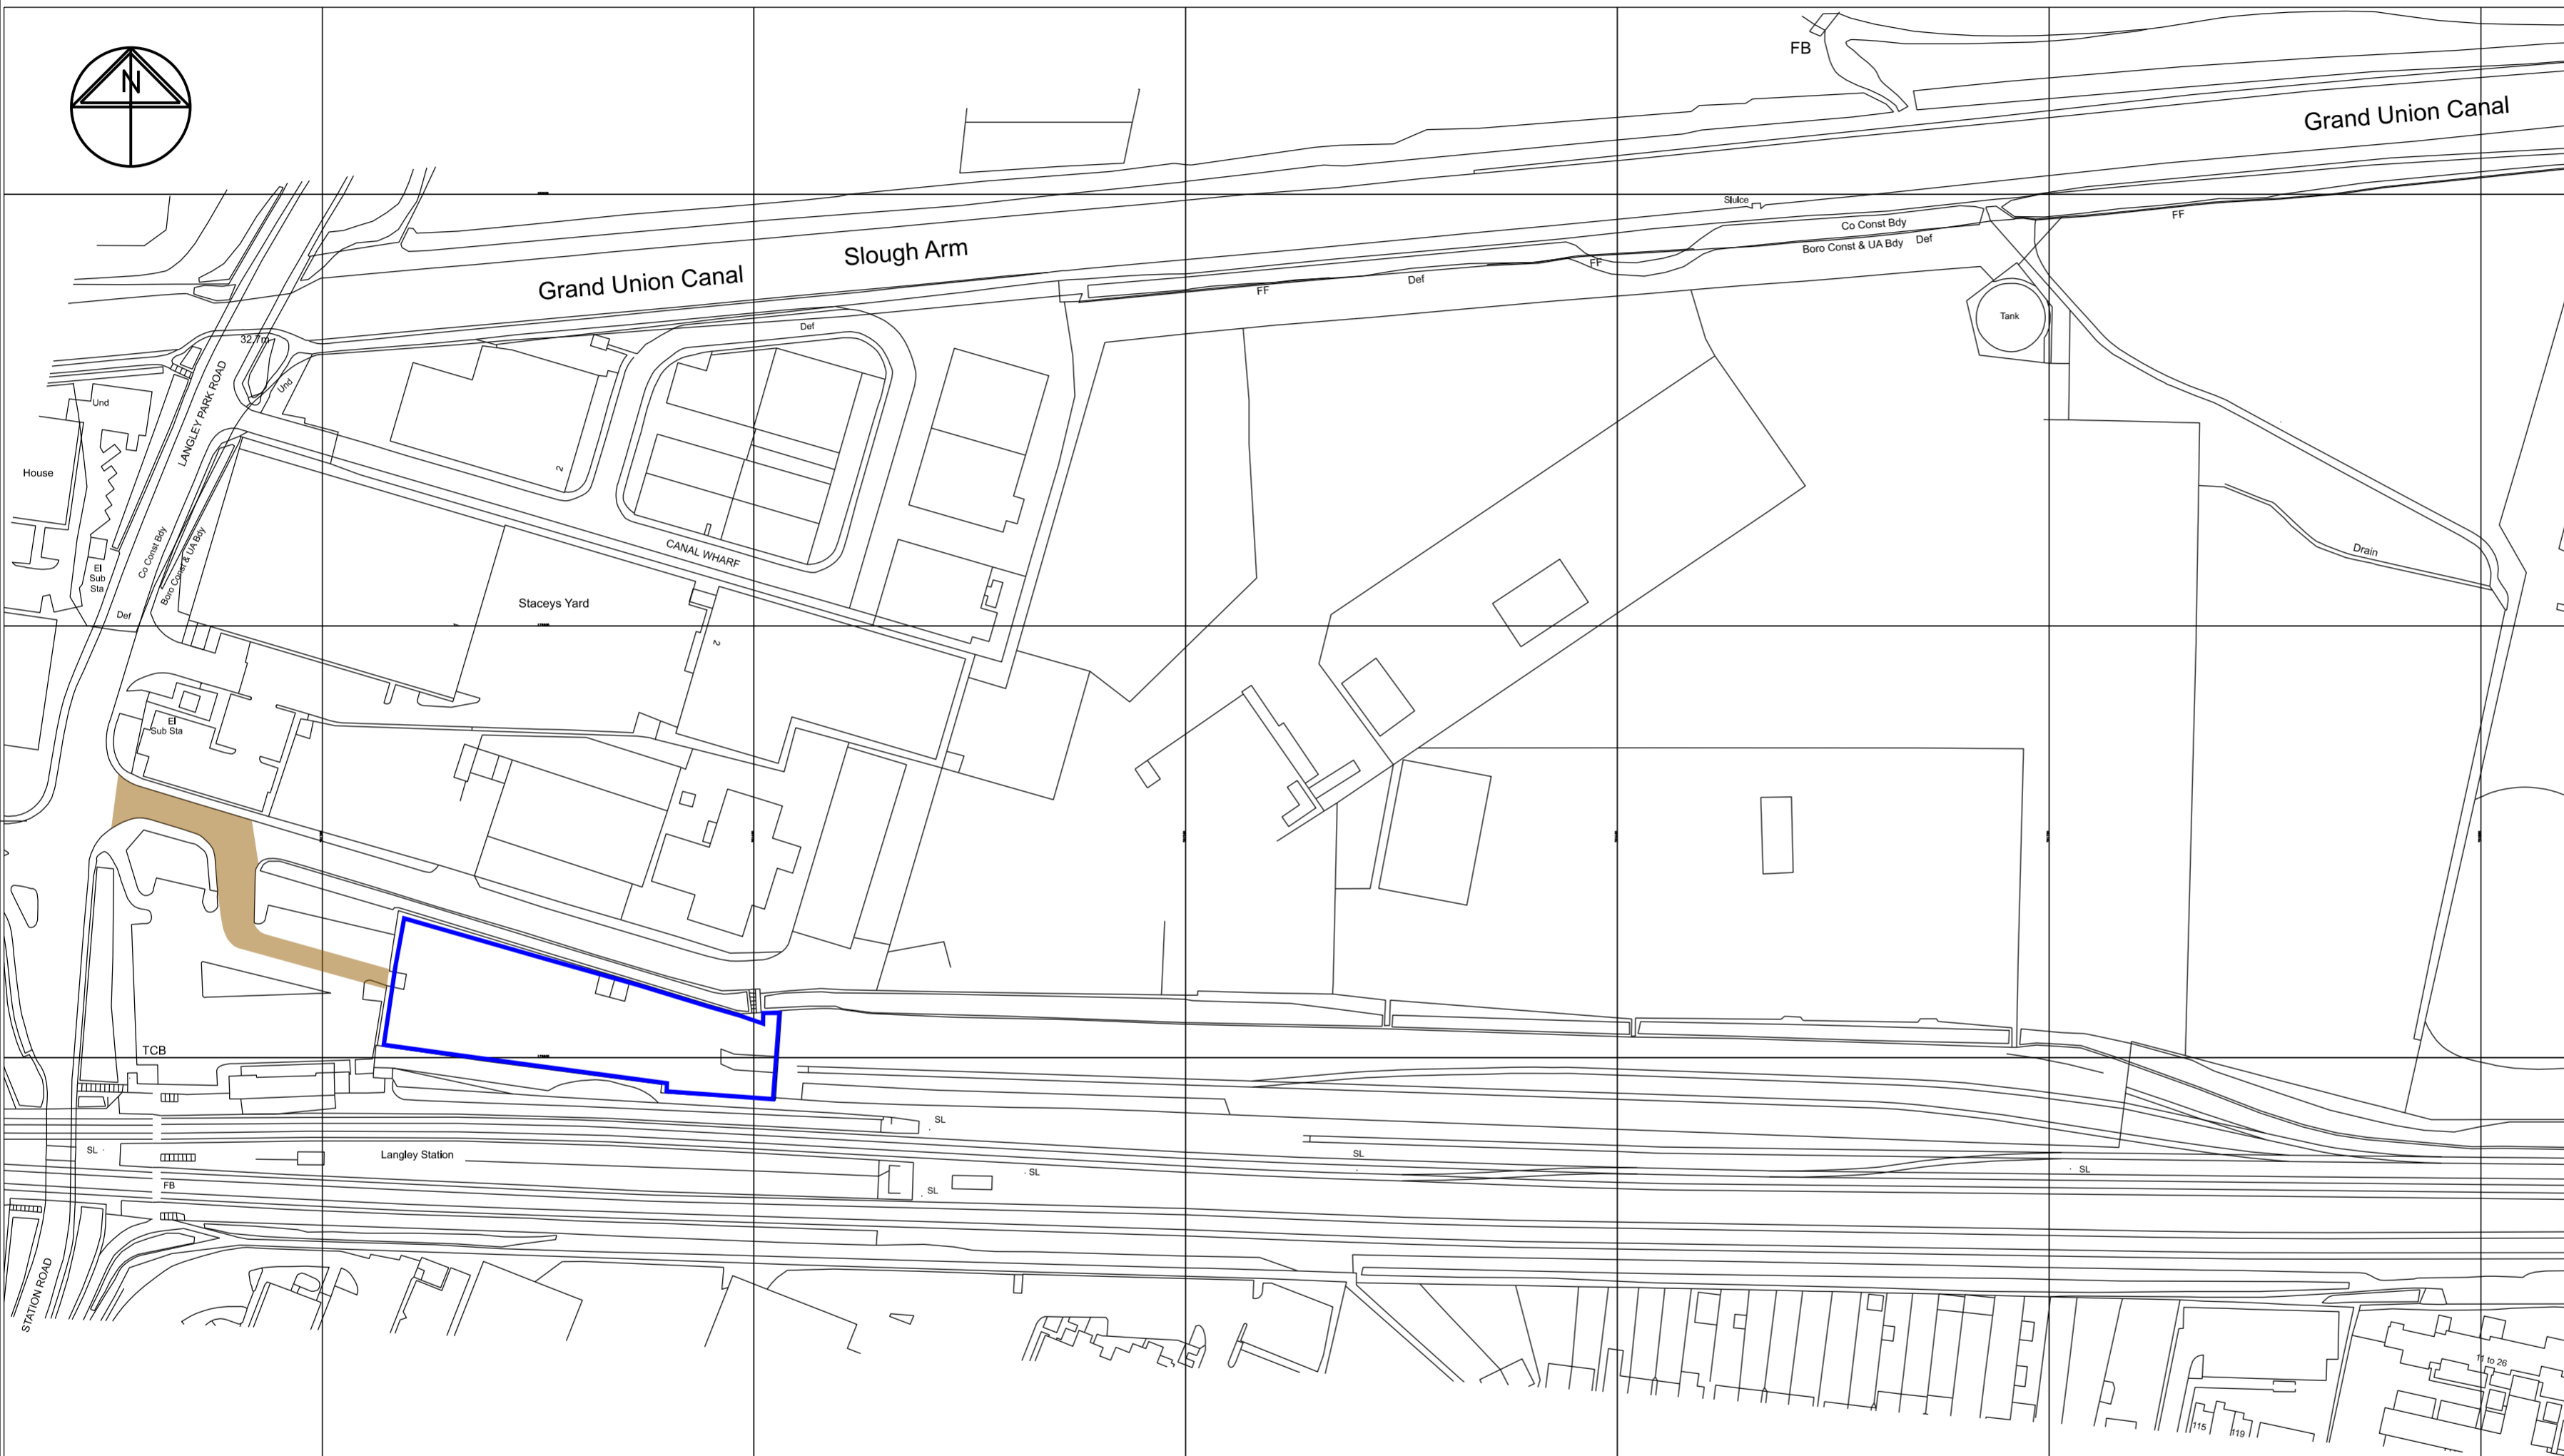 N
FB
Grand Union Canal
Sluice
Co Const Bdy
FF
Boro Const & UA Bdy
Def
Slough Arm
FF
Grand Union Canal
Def
FF
Tank
Def
32.7m
LANGLEY PARK ROAD
Und
Und
House
2
CANAL WHARF
Drain
Co Const Bdy
Boro Const & UA Bdy
El
Sub
Sta
Def
Staceys Yard
2
El
Sub Sta
TCB
SL
SL
Langley Station
SL
SL
SL
SL
FB
STATION ROAD
11 to 26
115
119